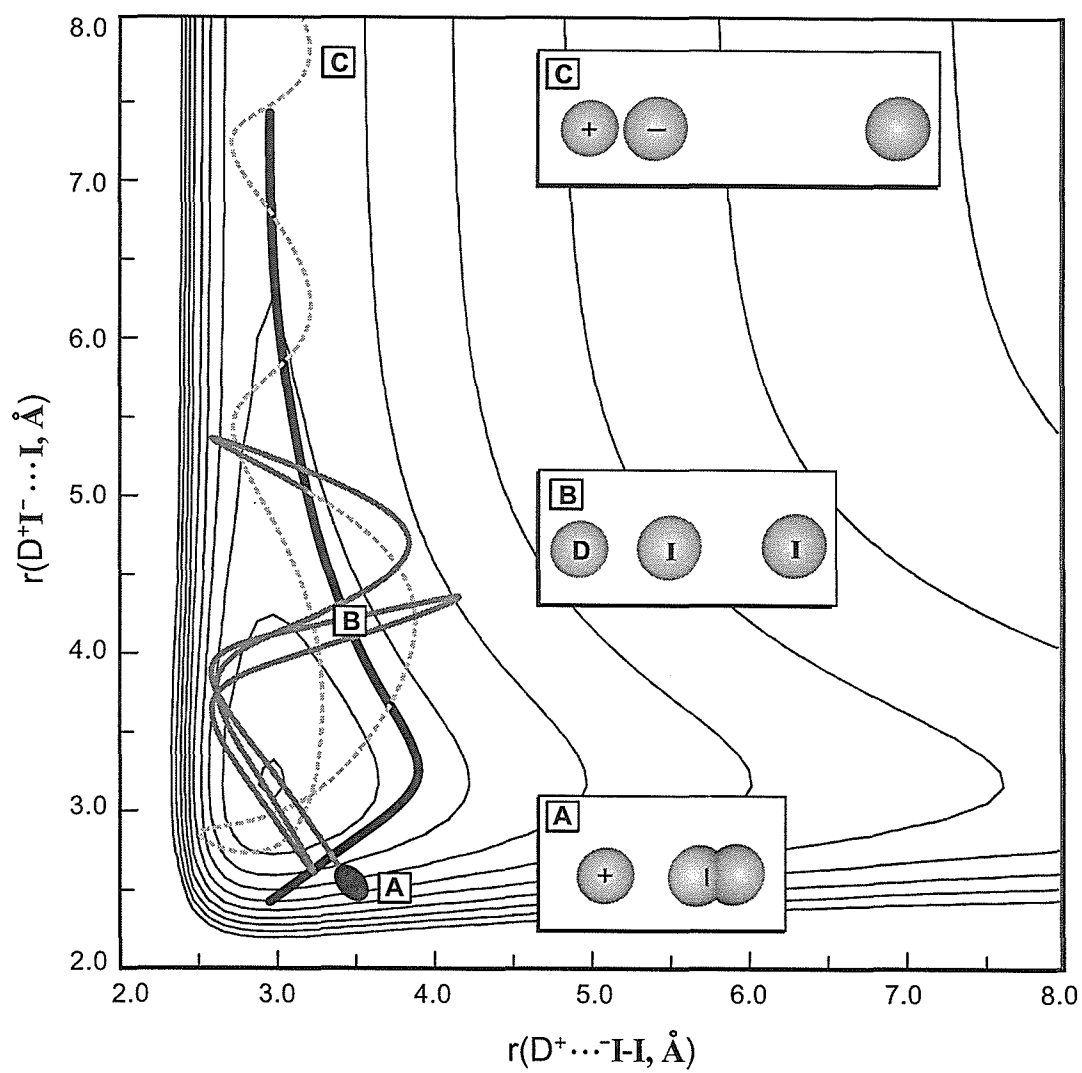 8.0
7.0
6.0
5.0
4.0
3.0
2.0
2.0 3.0 4.0 5.0 6.0 7.0 8.0
r(D⁺I⁻ ⋯ I, Å)
r(D⁺⋯⁻I-I, Å)
C
B
A
C
+ −
B
D I I
A
+ I